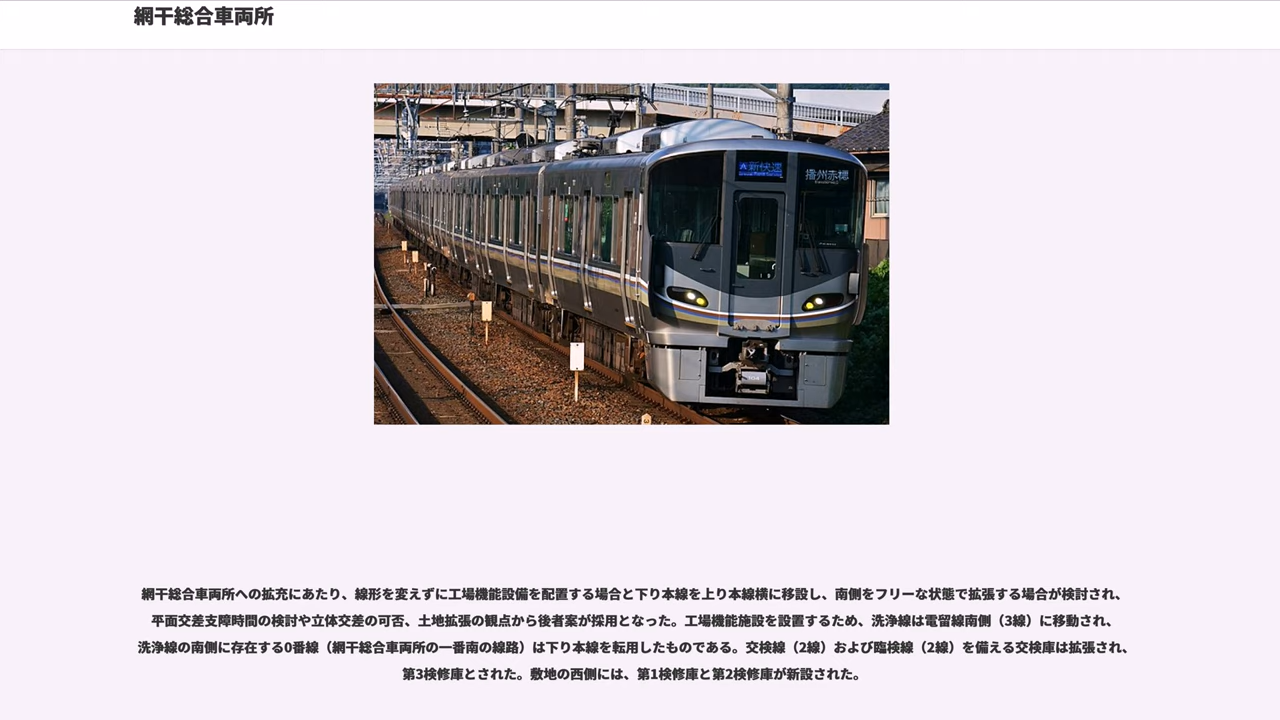 網干総合車両所
A新快速
播州赤穂
網干総合車両所への拡充にあたり、線形を変えずに工場機能設備を配置する場合と下り本線を上り本線横に移設し、南側をフリーな状態で拡張する場合が検討され、
平面交差支障時間の検討や立体交差の可否、土地拡張の観点から後者案が採用となった。工場機能施設を設置するため、洗浄線は電留線南側（3線）に移動され、
洗浄線の南側に存在する0番線（網干総合車両所の一番南の線路）は下り本線を転用したものである。交検線（2線）および臨検線（2線）を備える交検庫は拡張され、
第3検修庫とされた。敷地の西側には、第1検修庫と第2検修庫が新設された。